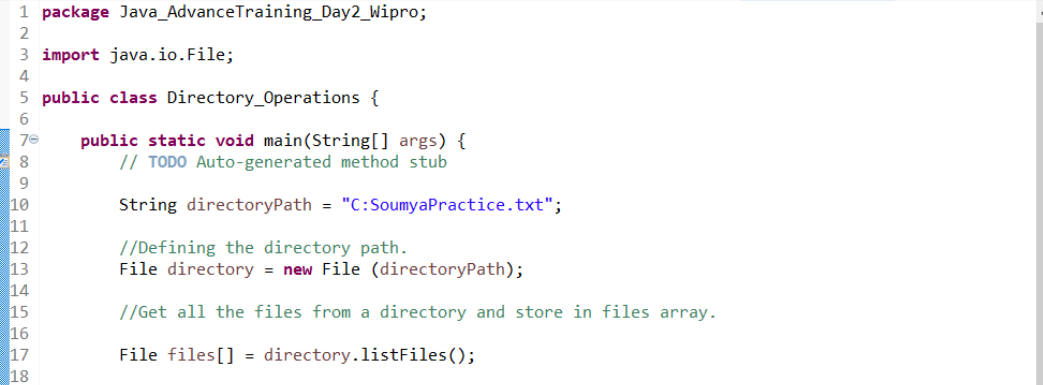 1 package Java_AdvanceTraining_Day2_Wipro;
2
3 import java.io.File;
4
5 public class Directory_Operations {
6
7 public static void main(String[] args) {
8 // TODO Auto-generated method stub
9
10 String directoryPath = "C:SoumyaPractice.txt";
11
12 //Defining the directory path.
13 File directory = new File (directoryPath);
14
15 //Get all the files from a directory and store in files array.
16
17 File files[] = directory.listFiles();
18